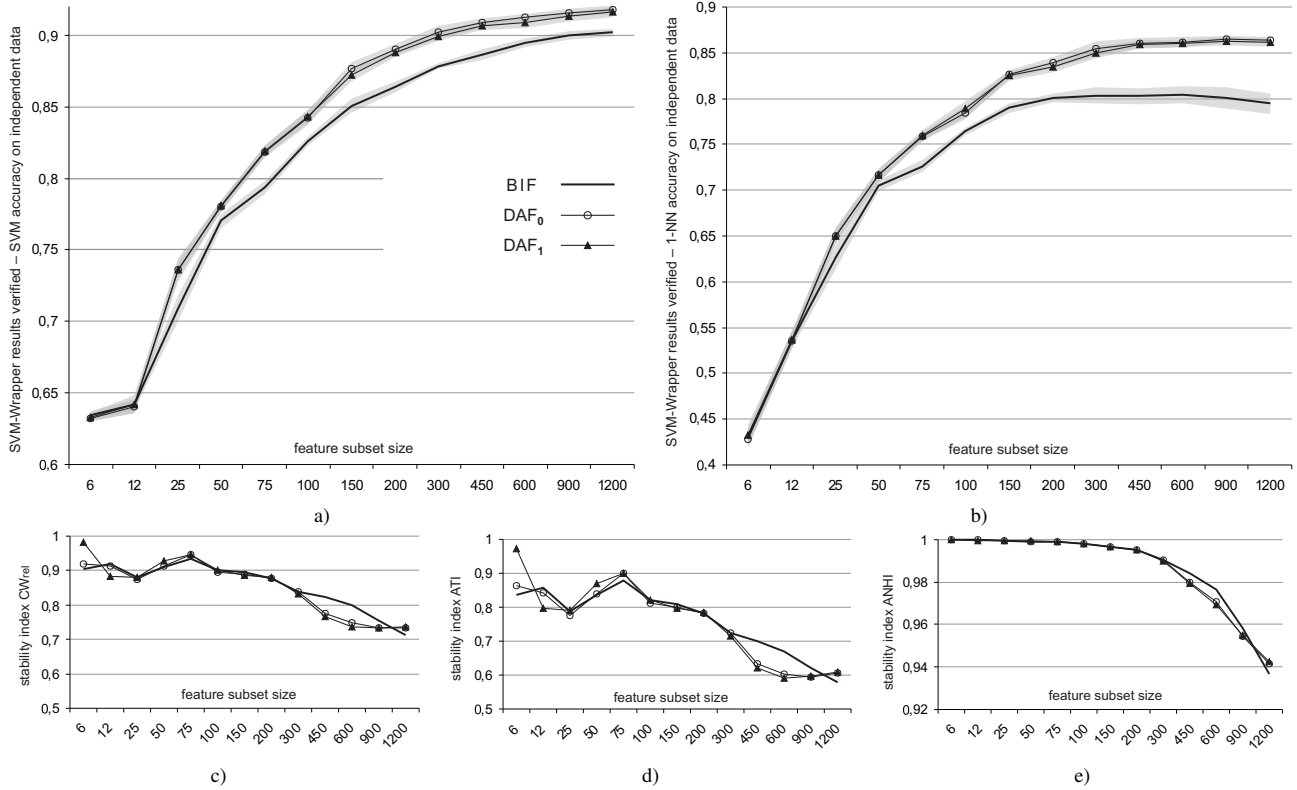 SVM-Wrapper results verified – SVM accuracy on independent data
0,9
0,85
0,8
0,75
0,7
0,65
0,6
BIF
DAF0
DAF1
feature subset size
6 12 25 50 75 100 150 200 300 450 600 900 1200
a)
SVM-Wrapper results verified – 1-NN accuracy on independent data
0,9
0,85
0,8
0,75
0,7
0,65
0,6
0,55
0,5
0,45
0,4
feature subset size
6 12 25 50 75 100 150 200 300 450 600 900 1200
b)
stability index CWrel
1
0,9
0,8
0,7
0,6
0,5
feature subset size
6 12 25 50 75 100 150 200 300 450 600 900 1200
c)
stability index ATI
1
0,9
0,8
0,7
0,6
0,5
feature subset size
6 12 25 50 75 100 150 200 300 450 600 900 1200
d)
stability index ANHI
1
0,98
0,96
0,94
0,92
feature subset size
6 12 25 50 75 100 150 200 300 450 600 900 1200
e)